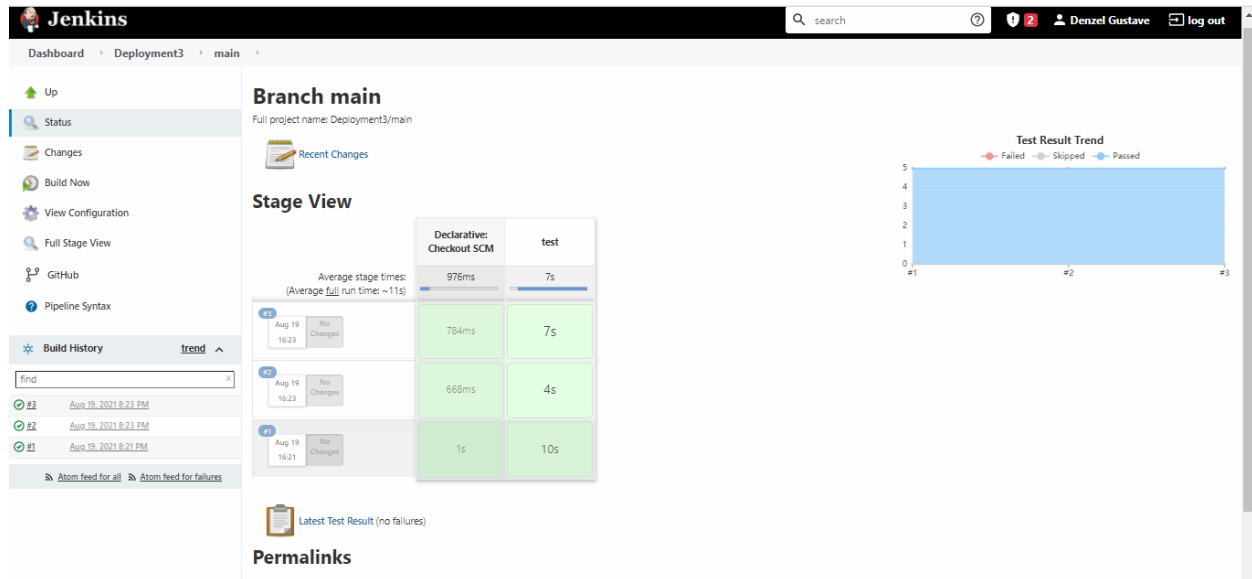 Jenkins
search
2
Denzel Gustave
log out
Dashboard
Deployment3
main
Up
Status
Changes
Build Now
View Configuration
Full Stage View
GitHub
Pipeline Syntax
Build History
trend
find
X
#3 Aug 19, 2021 8:23 PM
#2 Aug 19, 2021 8:23 PM
#1 Aug 19, 2021 8:21 PM
Atom feed for all Atom feed for failures
Branch main
Full project name: Deployment3/main
Recent Changes
Stage View
Declarative:
Checkout SCM
test
Average stage times:
(Average full run time: ~11s)
976ms
7s
#3
Aug 19
16:23
No
Changes
784ms
7s
#2
Aug 19
16:23
No
Changes
668ms
4s
#1
Aug 19
16:21
No
Changes
1s
10s
Latest Test Result (no failures)
Permalinks
Test Result Trend
Failed Skipped Passed
5
4
3
2
1
0
#1 #2 #3